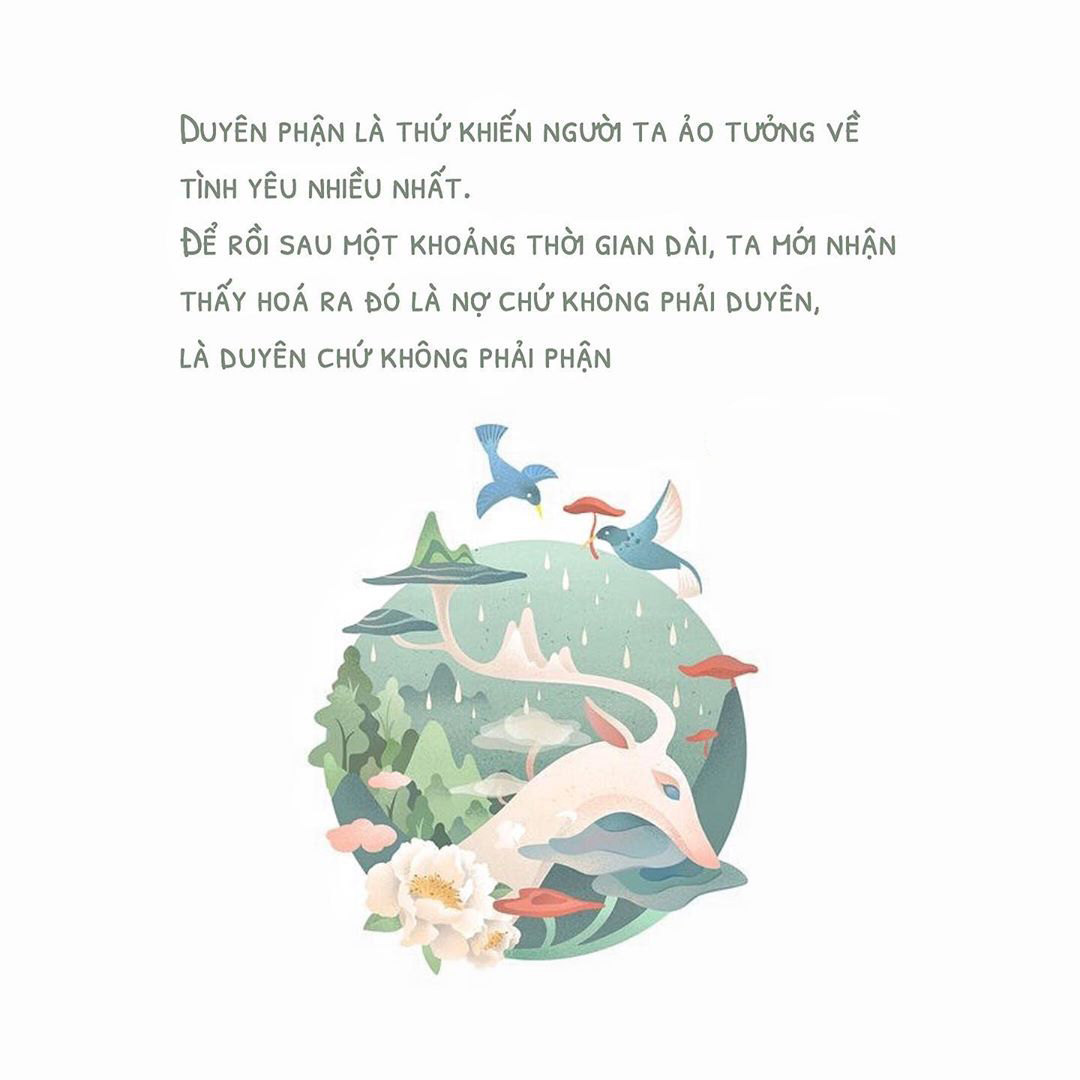 Duyên phận là thứ khiến người ta ảo tưởng về
tình yêu nhiều nhất.
Để rồi sau một khoảng thời gian dài, ta mới nhận
thấy hoá ra đó là nợ chứ không phải duyên,
là duyên chứ không phải phận